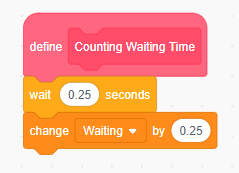 define Counting Waiting Time
wait 0.25 seconds
change Waiting by 0.25